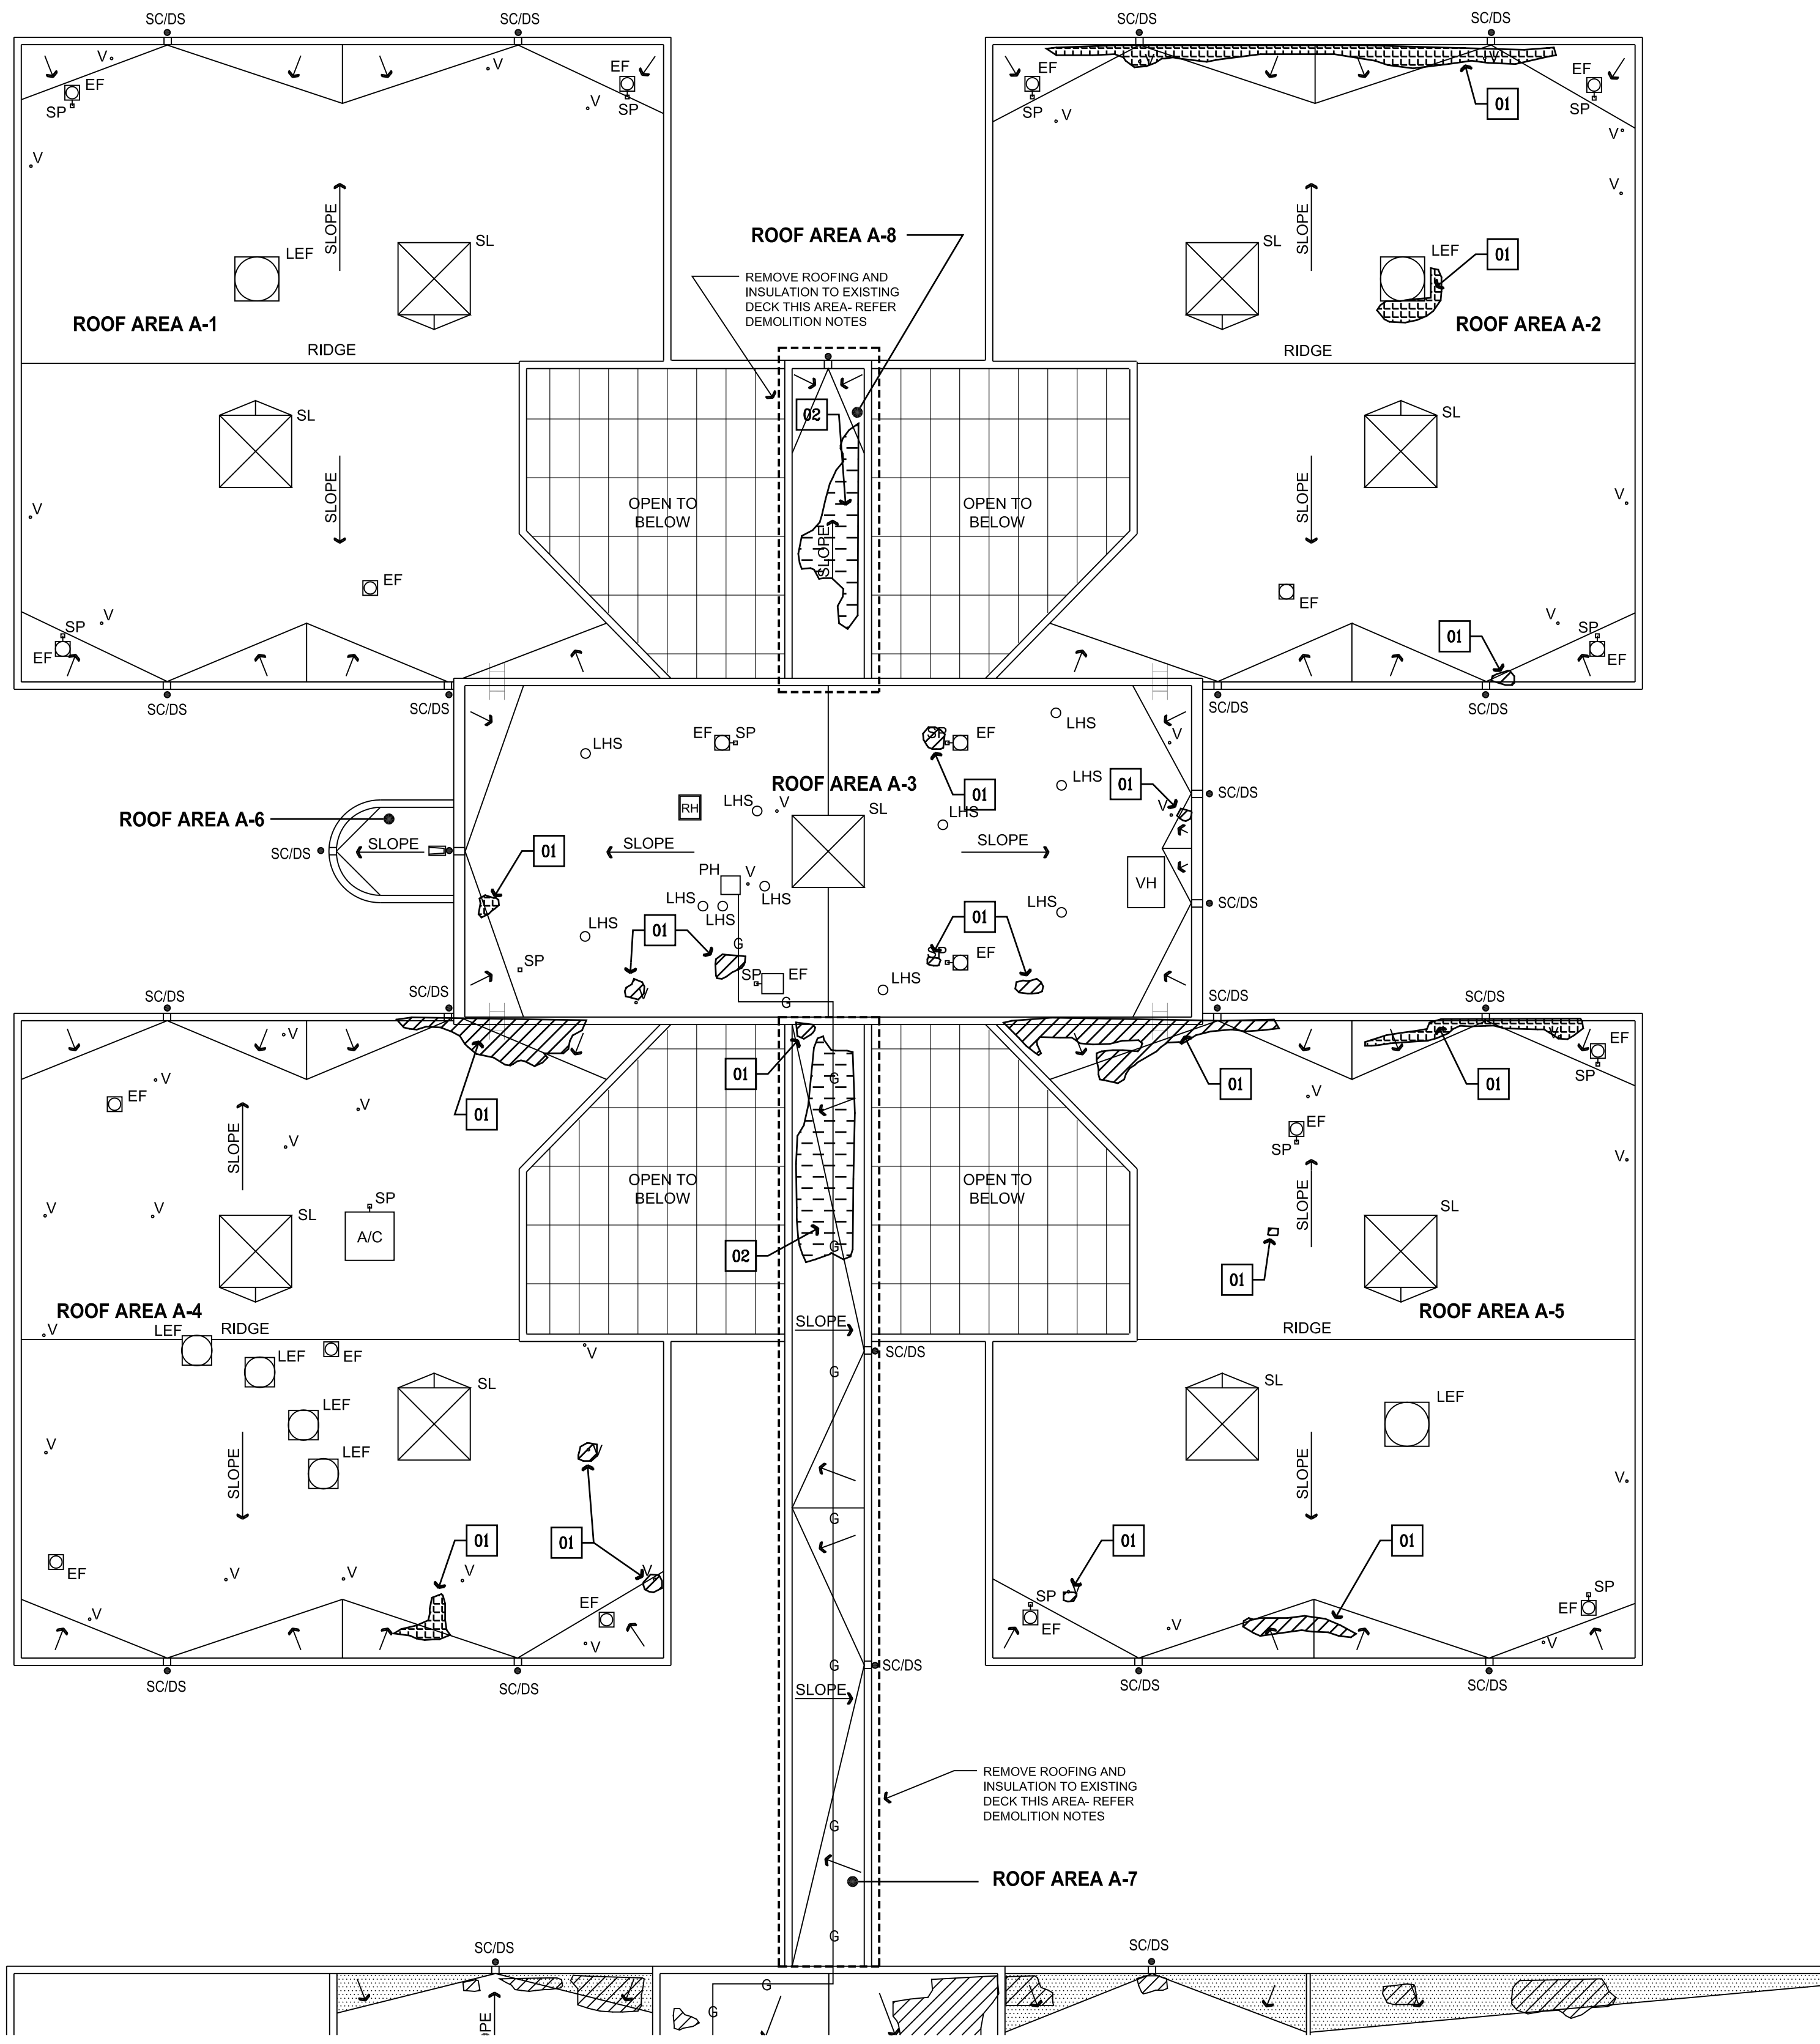 SC/DS
SC/DS
SC/DS
SC/DS
V
V
EF
SP
EF
SP
V
V
EF
SP
V
V
EF
SP
01
V
V
V
SLOPE
SL
LEF
ROOF AREA A-1
RIDGE
ROOF AREA A-8
REMOVE ROOFING AND
INSULATION TO EXISTING
DECK THIS AREA- REFER
DEMOLITION NOTES
SL
SLOPE
LEF
01
ROOF AREA A-2
RIDGE
SL
SLOPE
V
EF
V
SP
EF
OPEN TO
BELOW
02
SLOPE
OPEN TO
BELOW
SL
SLOPE
V
EF
V
SP
EF
01
SC/DS
SC/DS
SC/DS
SC/DS
LHS
EF
SP
SP
EF
LHS
V
ROOF AREA A-3
01
LHS
01
V
SC/DS
RH
LHS
V
SL
LHS
ROOF AREA A-6
SC/DS
SLOPE
01
SLOPE
SLOPE
PH
V
LHS
VH
SC/DS
LHS
LHS
LHS
01
G
01
LHS
SP
V
SP
EF
G
SP
EF
LHS
SC/DS
SC/DS
SC/DS
SC/DS
V
V
EF
V
V
SLOPE
01
V
V
SP
A/C
SL
ROOF AREA A-4
V
RIDGE
LEF
LEF
EF
LEF
LEF
SL
V
V
SLOPE
V
01
01
V
EF
V
V
V
V
EF
V
SC/DS
SC/DS
OPEN TO
BELOW
01
G
02
G
SLOPE
OPEN TO
BELOW
SC/DS
G
G
G
SC/DS
SLOPE
G
G
01
01
V
EF
SP
V
EF
SP
V
SLOPE
01
SL
ROOF AREA A-5
RIDGE
SL
LEF
SLOPE
V
01
01
SP
EF
V
SP
EF
V
SC/DS
SC/DS
REMOVE ROOFING AND
INSULATION TO EXISTING
DECK THIS AREA- REFER
DEMOLITION NOTES
ROOF AREA A-7
SC/DS
SC/DS
G
G